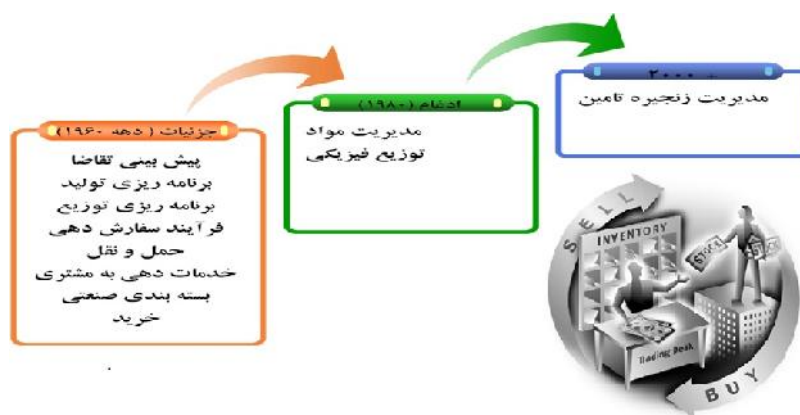 جزئیات (دهه ۱۹۶۰)
پیش بینی تقاضا
برنامه ریزی تولید
برنامه ریزی توزیع
فرآیند سفارش دهی
حمل و نقل
خدمات دهی به مشتری
بسته بندی صنعتی
خرید
ادغام (۱۹۸۰)
مدیریت مواد
توزیع فیزیکی
۲۰۰۰
مدیریت زنجیره تامین
SELL
INVENTORY
STOCK
STOCK
Trading Desk
BUY